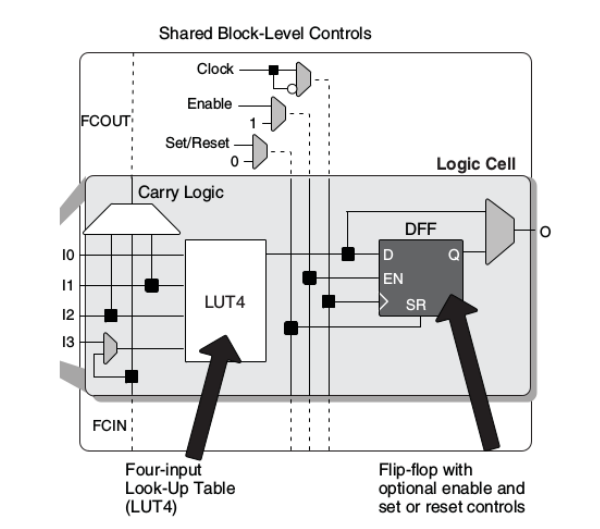 Shared Block-Level Controls
Clock
Enable
FCOUT
1
Set/Reset
0
Logic Cell
Carry Logic
DFF
O
I0
D
Q
I1
EN
LUT4
I2
SR
I3
FCIN
Four-input
Look-Up Table
(LUT4)
Flip-flop with
optional enable and
set or reset controls